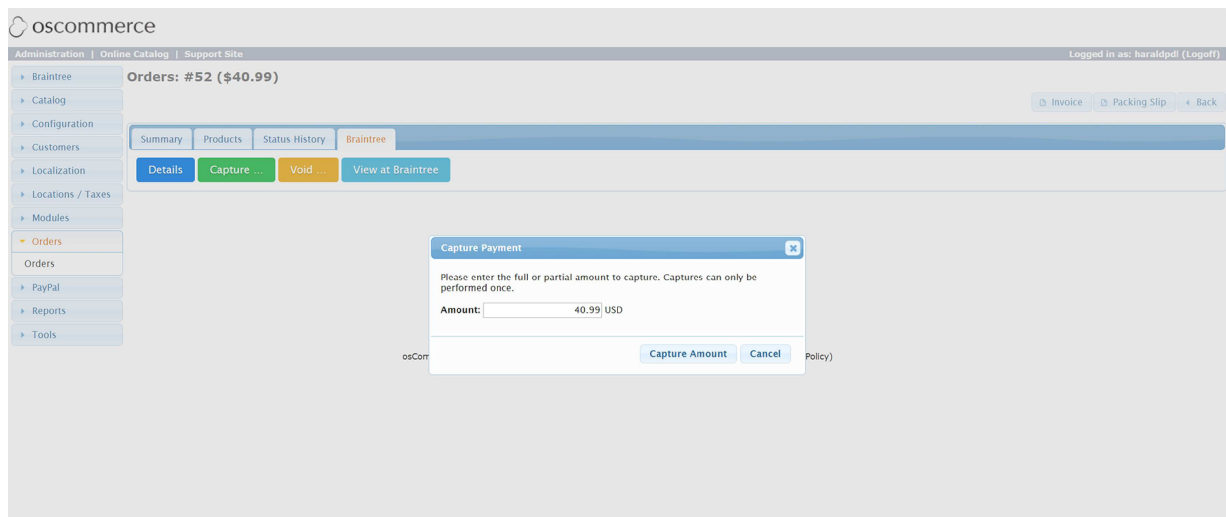 oscommerce
Administration | Online Catalog | Support Site
Logged in as: haraldpdl (Logoff)
Braintree
Catalog
Configuration
Customers
Localization
Locations / Taxes
Modules
Orders
Orders
PayPal
Reports
Tools
Orders: #52 ($40.99)
Invoice
Packing Slip
Back
Summary
Products
Status History
Braintree
Details
Capture ...
Void ...
View at Braintree
Capture Payment
Please enter the full or partial amount to capture. Captures can only be
performed once.
Amount: 40.99 USD
Capture Amount
Cancel
osCom
Policy)